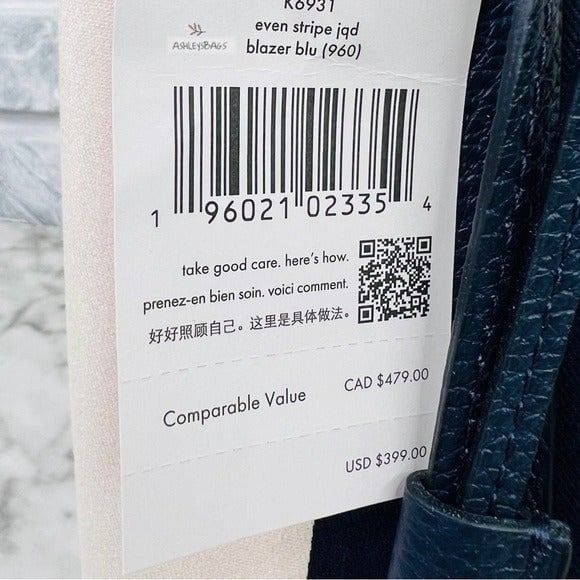 K6931
even stripe jqd
blazer blu (960)
ASHLEYSBAGS
1 96021 02335 4
take good care. here's how.
prenez-en bien soin. voici comment.
好好照顾自己。这里是具体做法。
Comparable Value CAD $479.00
USD $399.00